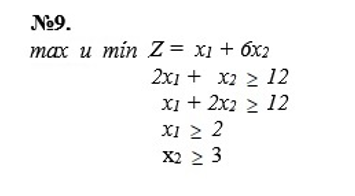 №9.
max и min Z = x1 + 6x2
2x1 + x2 ≥ 12
x1 + 2x2 ≥ 12
x1 ≥ 2
x2 ≥ 3